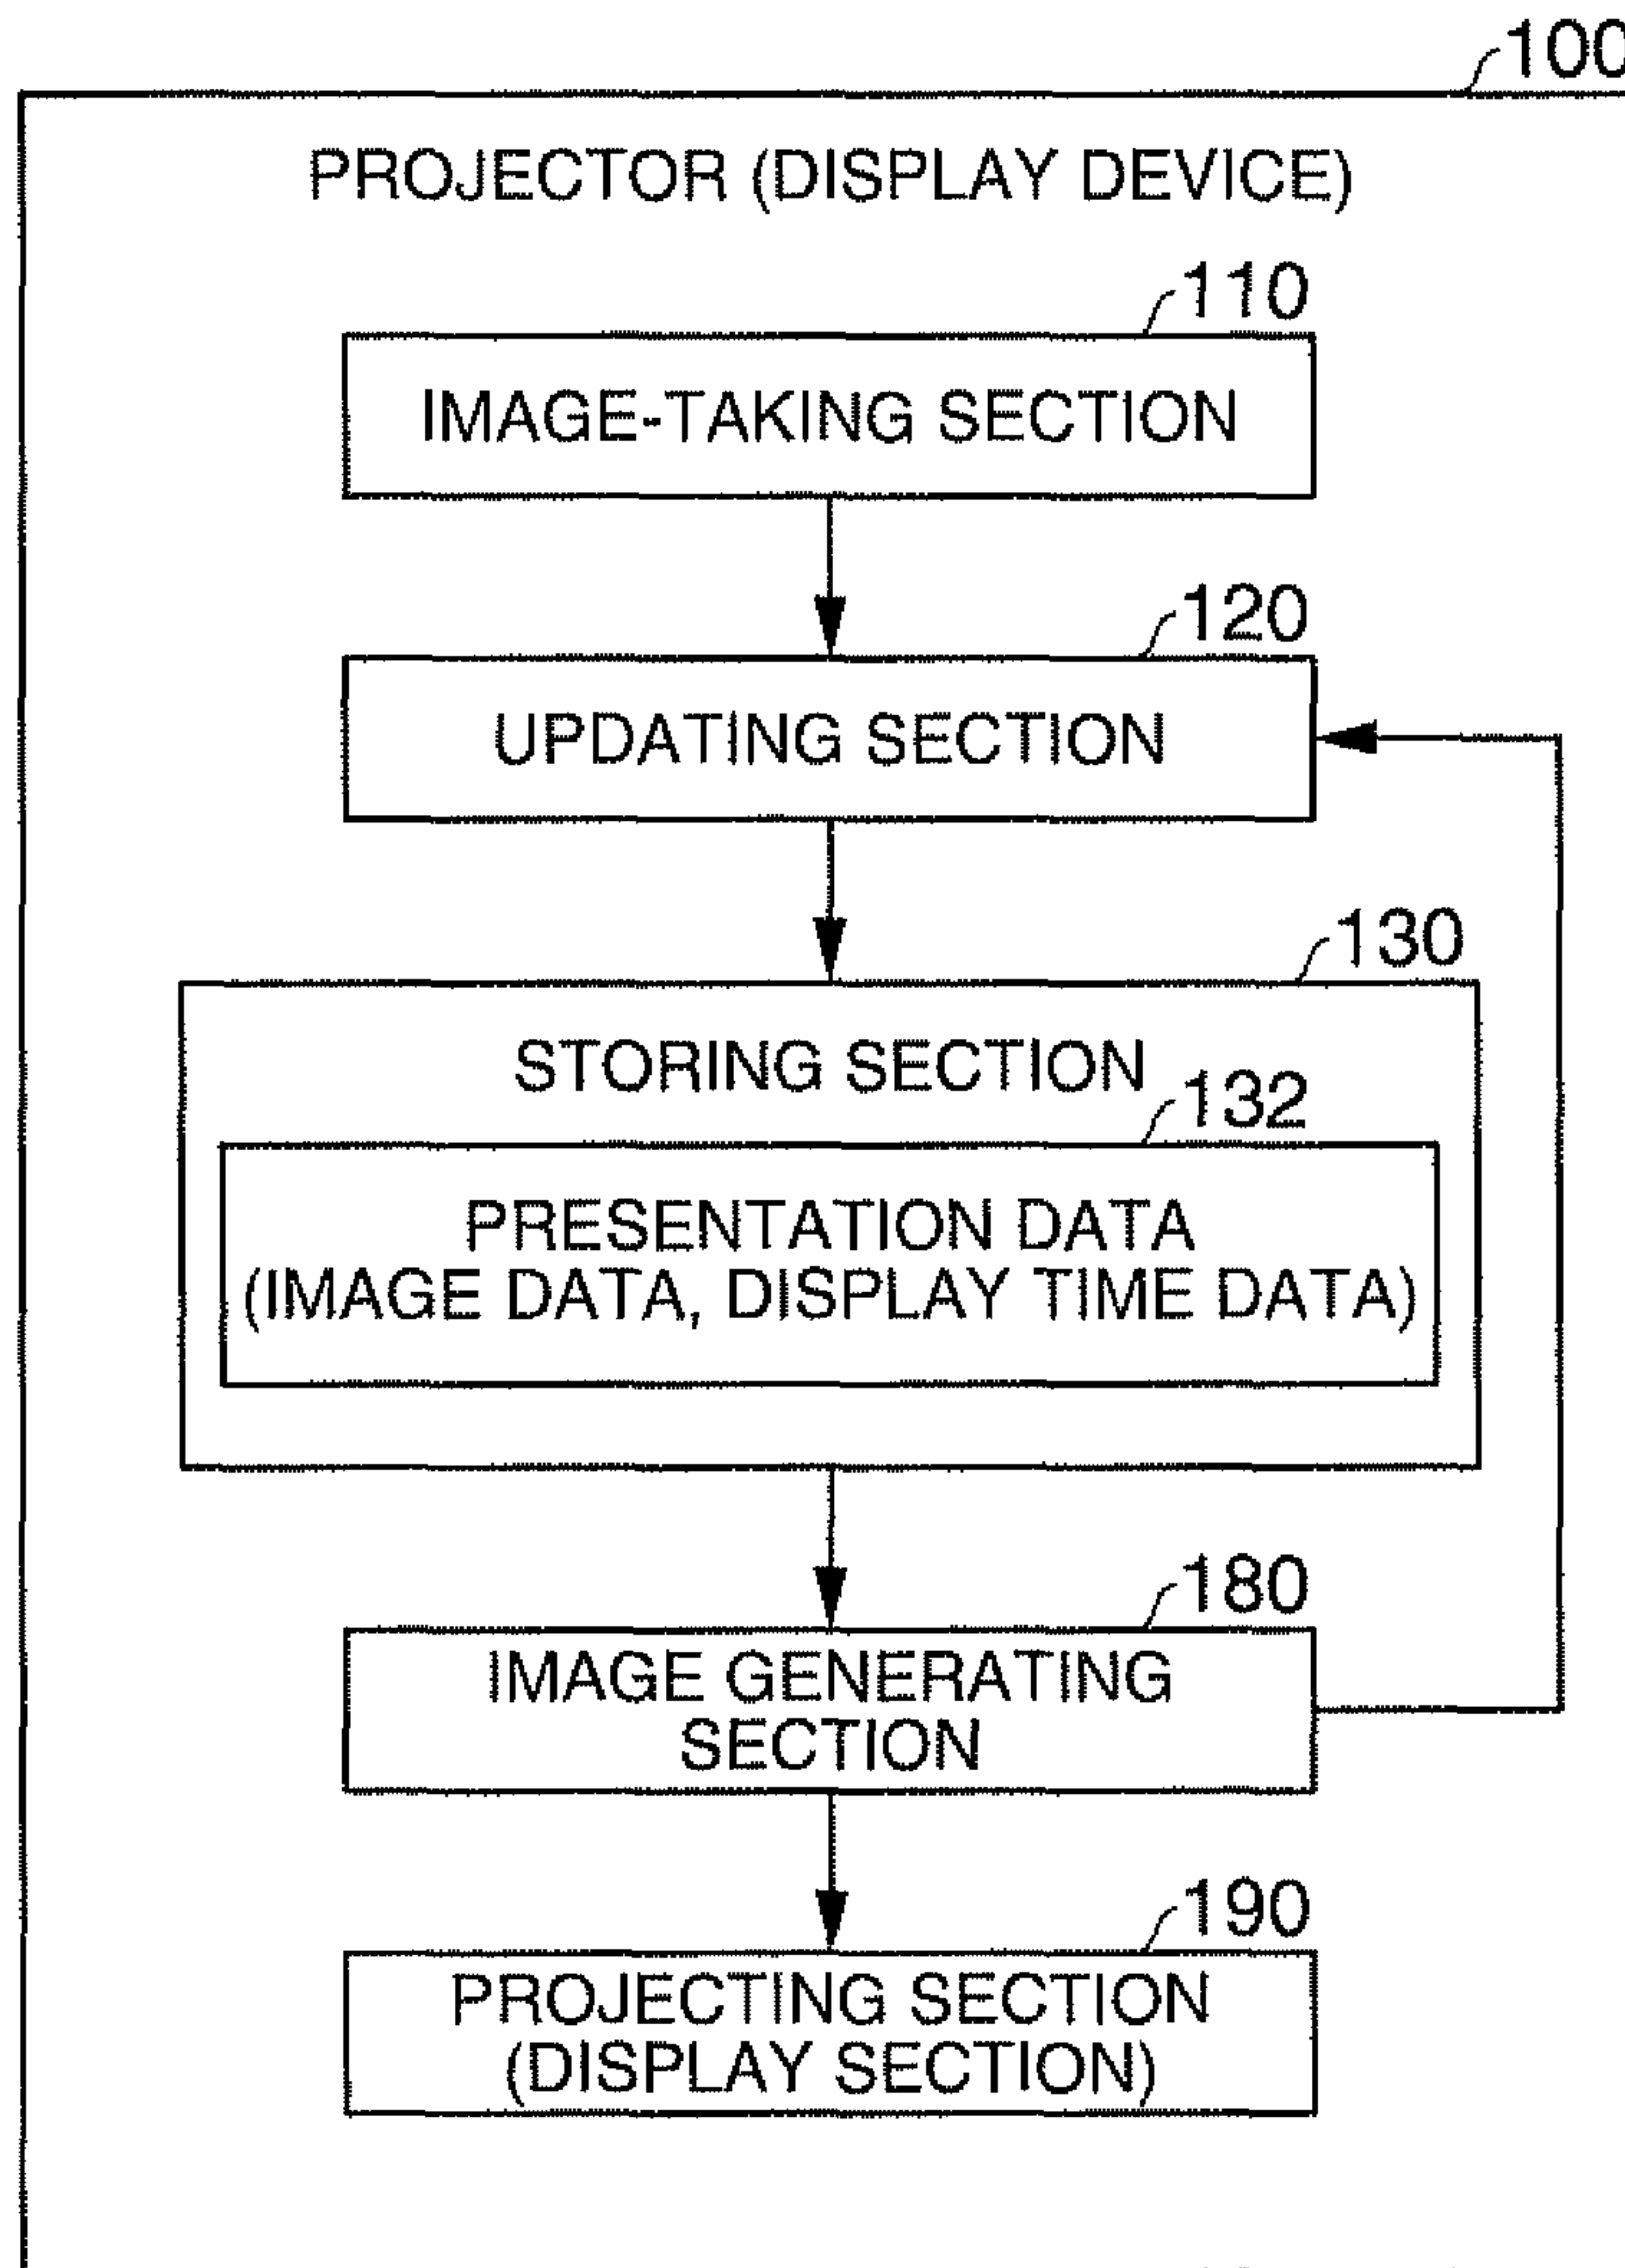 100
PROJECTOR (DISPLAY DEVICE)
110
IMAGE-TAKING SECTION
120
UPDATING SECTION
130
STORING SECTION
132
PRESENTATION DATA
(IMAGE DATA, DISPLAY TIME DATA)
180
IMAGE GENERATING
SECTION
190
PROJECTING SECTION
(DISPLAY SECTION)